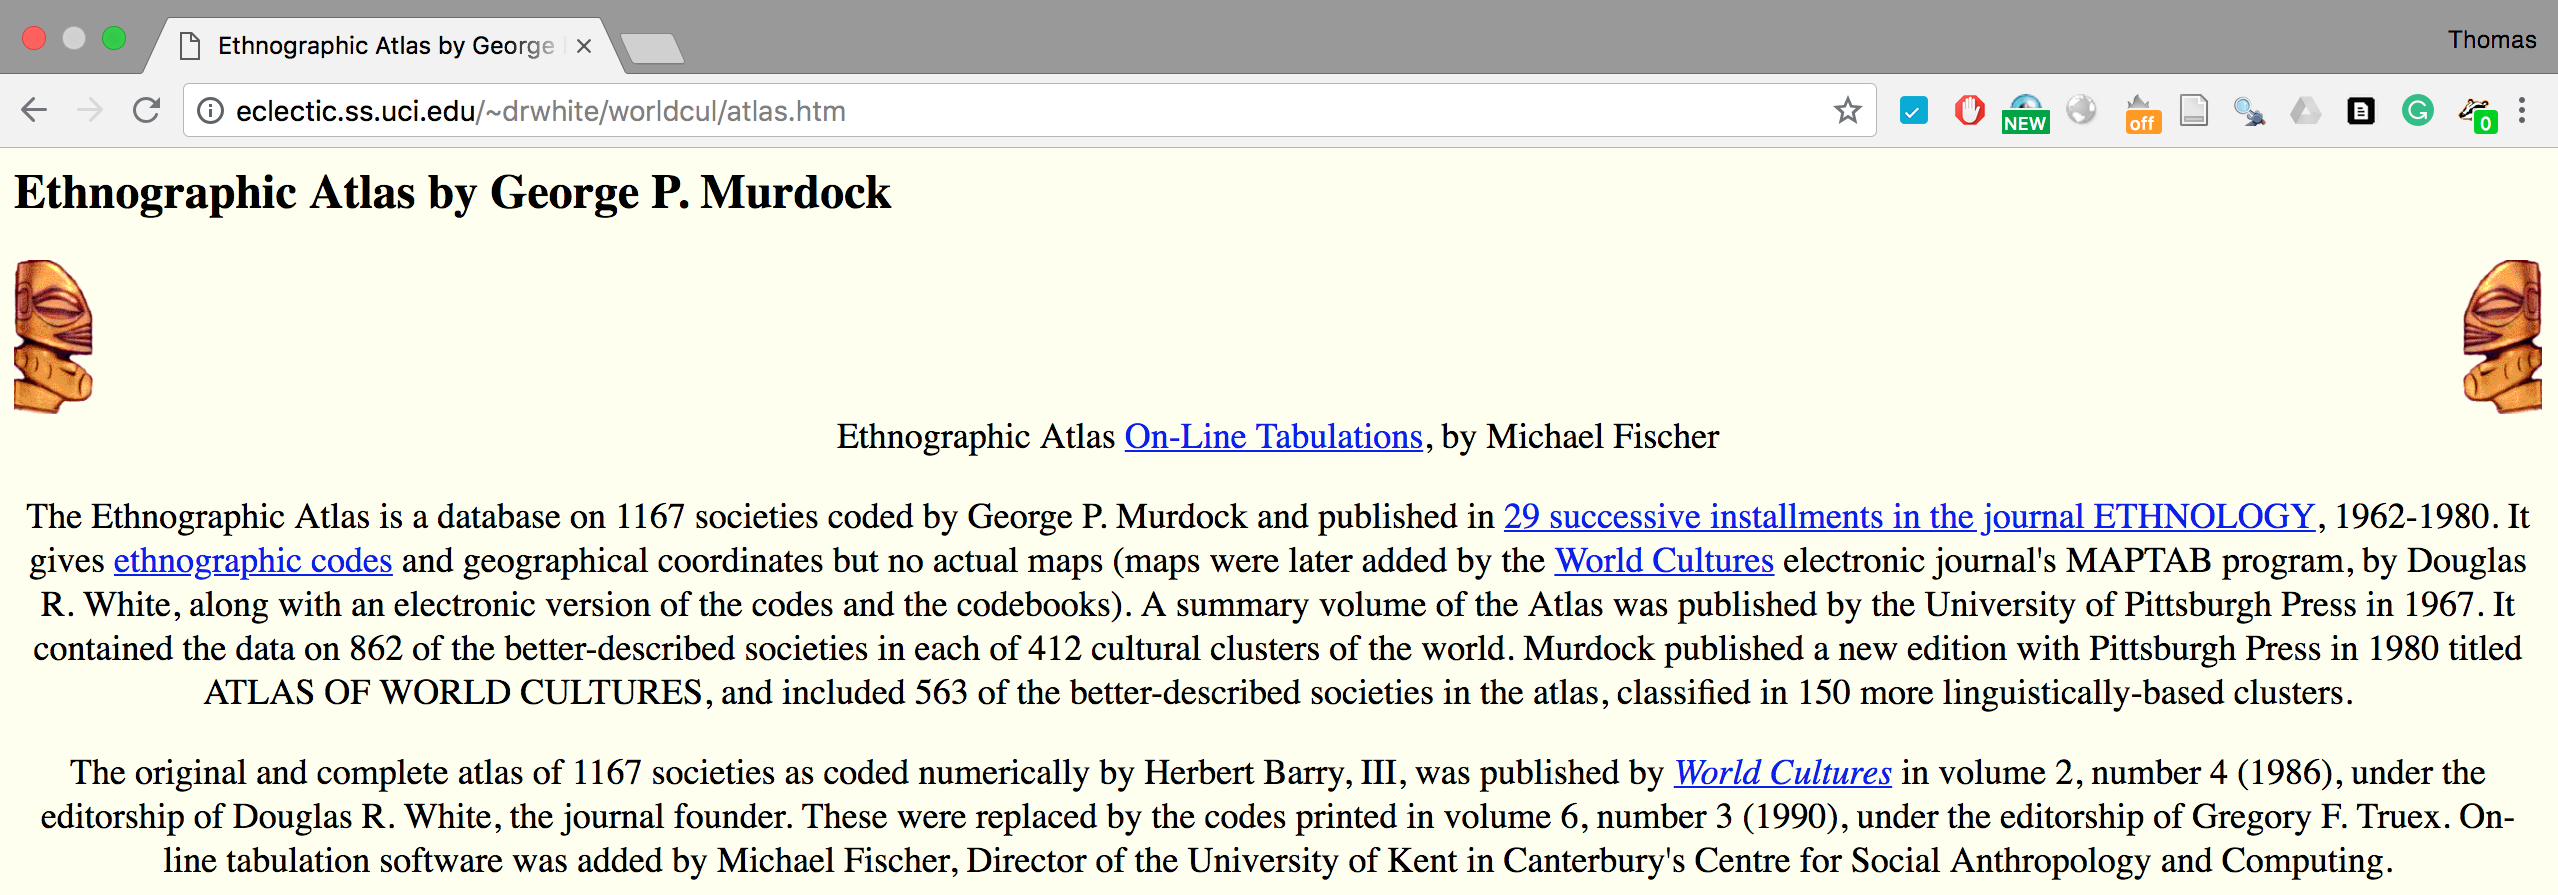 Ethnographic Atlas by George
Thomas
eclectic.ss.uci.edu/~drwhite/worldcul/atlas.htm
NEW
off
0
Ethnographic Atlas by George P. Murdock
Ethnographic Atlas On-Line Tabulations, by Michael Fischer
The Ethnographic Atlas is a database on 1167 societies coded by George P. Murdock and published in 29 successive installments in the journal ETHNOLOGY, 1962-1980. It
gives ethnographic codes and geographical coordinates but no actual maps (maps were later added by the World Cultures electronic journal's MAPTAB program, by Douglas
R. White, along with an electronic version of the codes and the codebooks). A summary volume of the Atlas was published by the University of Pittsburgh Press in 1967. It
contained the data on 862 of the better-described societies in each of 412 cultural clusters of the world. Murdock published a new edition with Pittsburgh Press in 1980 titled
ATLAS OF WORLD CULTURES, and included 563 of the better-described societies in the atlas, classified in 150 more linguistically-based clusters.
The original and complete atlas of 1167 societies as coded numerically by Herbert Barry, III, was published by World Cultures in volume 2, number 4 (1986), under the
editorship of Douglas R. White, the journal founder. These were replaced by the codes printed in volume 6, number 3 (1990), under the editorship of Gregory F. Truex. On-
line tabulation software was added by Michael Fischer, Director of the University of Kent in Canterbury's Centre for Social Anthropology and Computing.